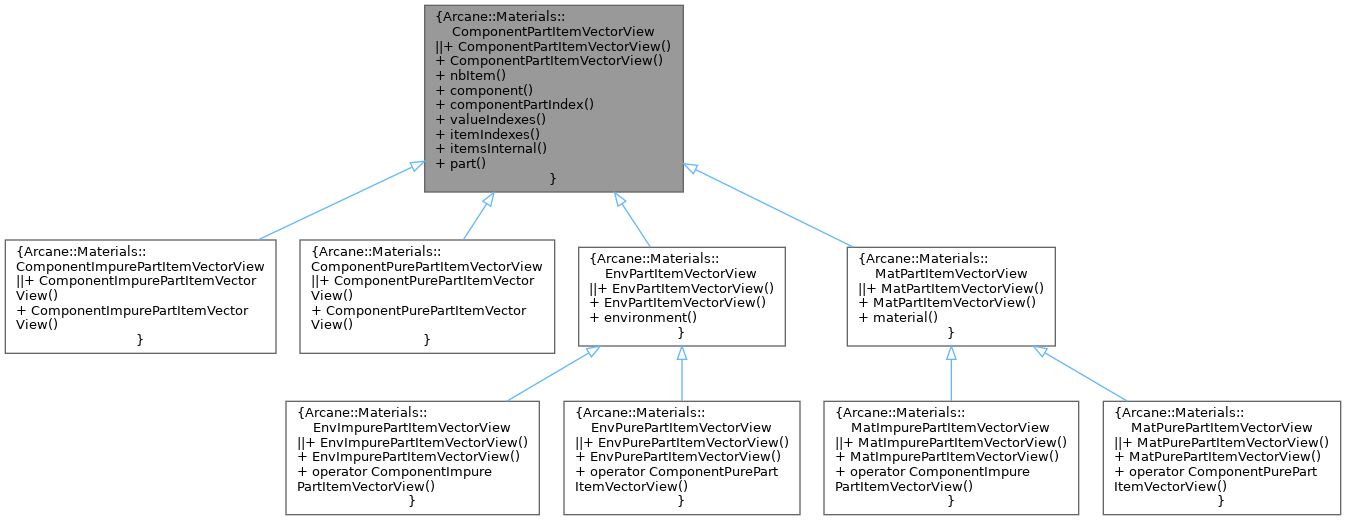 {Arcane::Materials::
ComponentPartItemVectorView
||+ ComponentPartItemVectorView()
+ ComponentPartItemVectorView()
+ nbItem()
+ component()
+ componentPartIndex()
+ valueIndexes()
+ itemIndexes()
+ itemsInternal()
+ part()
}
{Arcane::Materials::
ComponentImpurePartItemVectorView
||+ ComponentImpurePartItemVector
View()
+ ComponentImpurePartItemVector
View()
}
{Arcane::Materials::
ComponentPurePartItemVectorView
||+ ComponentPurePartItemVector
View()
+ ComponentPurePartItemVector
View()
}
{Arcane::Materials::
EnvPartItemVectorView
||+ EnvPartItemVectorView()
+ EnvPartItemVectorView()
+ environment()
}
{Arcane::Materials::
MatPartItemVectorView
||+ MatPartItemVectorView()
+ MatPartItemVectorView()
+ material()
}
{Arcane::Materials::
EnvImpurePartItemVectorView
||+ EnvImpurePartItemVectorView()
+ EnvImpurePartItemVectorView()
+ operator ComponentImpure
PartItemVectorView()
}
{Arcane::Materials::
EnvPurePartItemVectorView
||+ EnvPurePartItemVectorView()
+ EnvPurePartItemVectorView()
+ operator ComponentPurePart
ItemVectorView()
}
{Arcane::Materials::
MatImpurePartItemVectorView
||+ MatImpurePartItemVectorView()
+ MatImpurePartItemVectorView()
+ operator ComponentImpure
PartItemVectorView()
}
{Arcane::Materials::
MatPurePartItemVectorView
||+ MatPurePartItemVectorView()
+ MatPurePartItemVectorView()
+ operator ComponentPurePart
ItemVectorView()
}